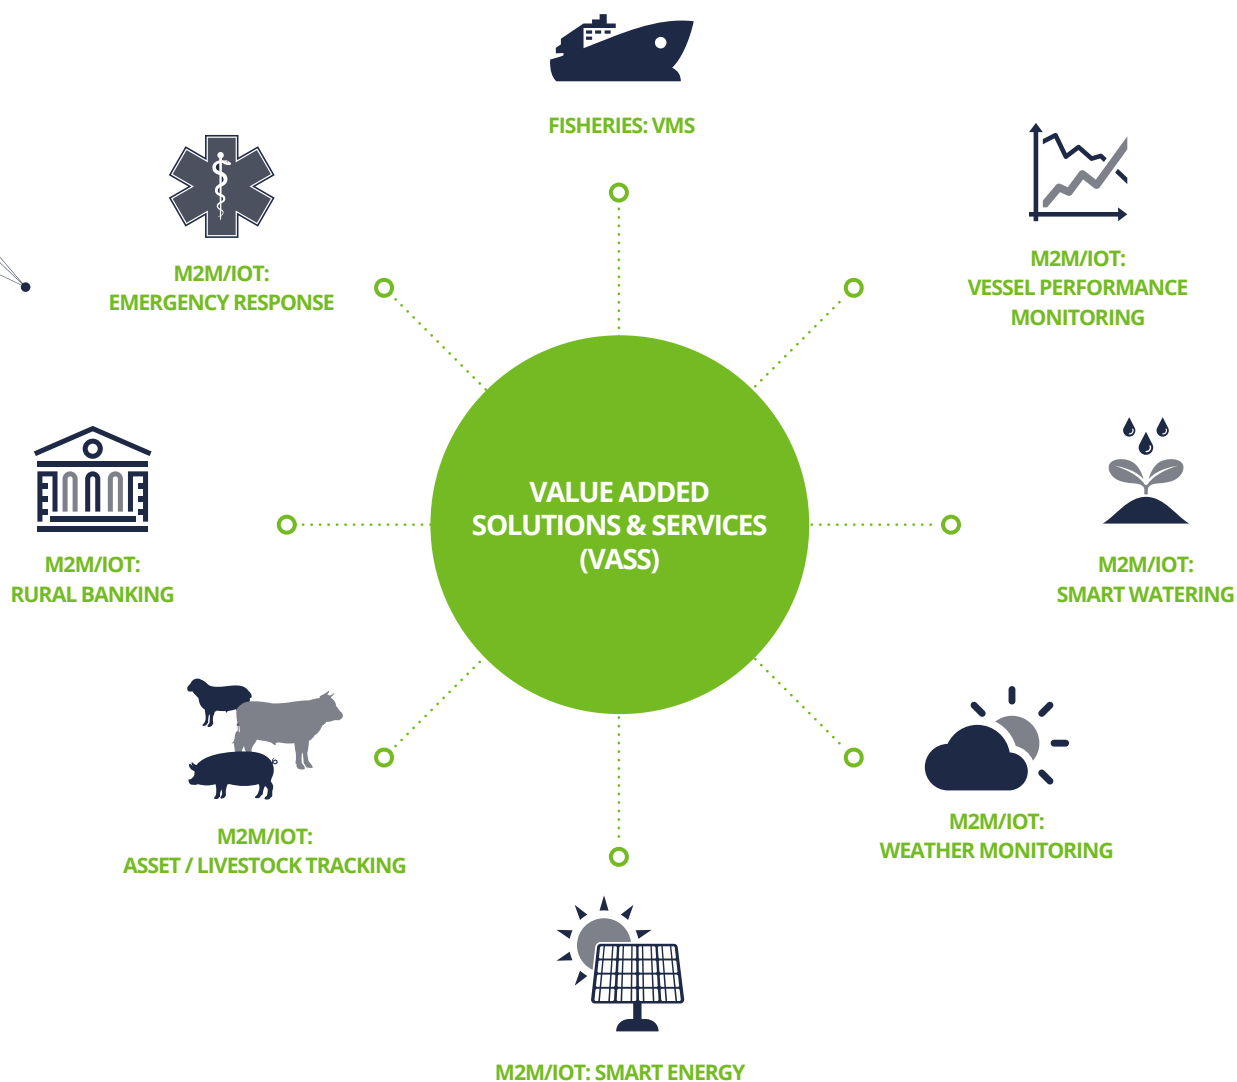 FISHERIES: VMS
M2M/IOT:
VESSEL PERFORMANCE
MONITORING
M2M/IOT:
EMERGENCY RESPONSE
VALUE ADDED
SOLUTIONS & SERVICES
(VASS)
M2M/IOT:
RURAL BANKING
M2M/IOT:
SMART WATERING
M2M/IOT:
ASSET / LIVESTOCK TRACKING
M2M/IOT:
WEATHER MONITORING
M2M/IOT: SMART ENERGY